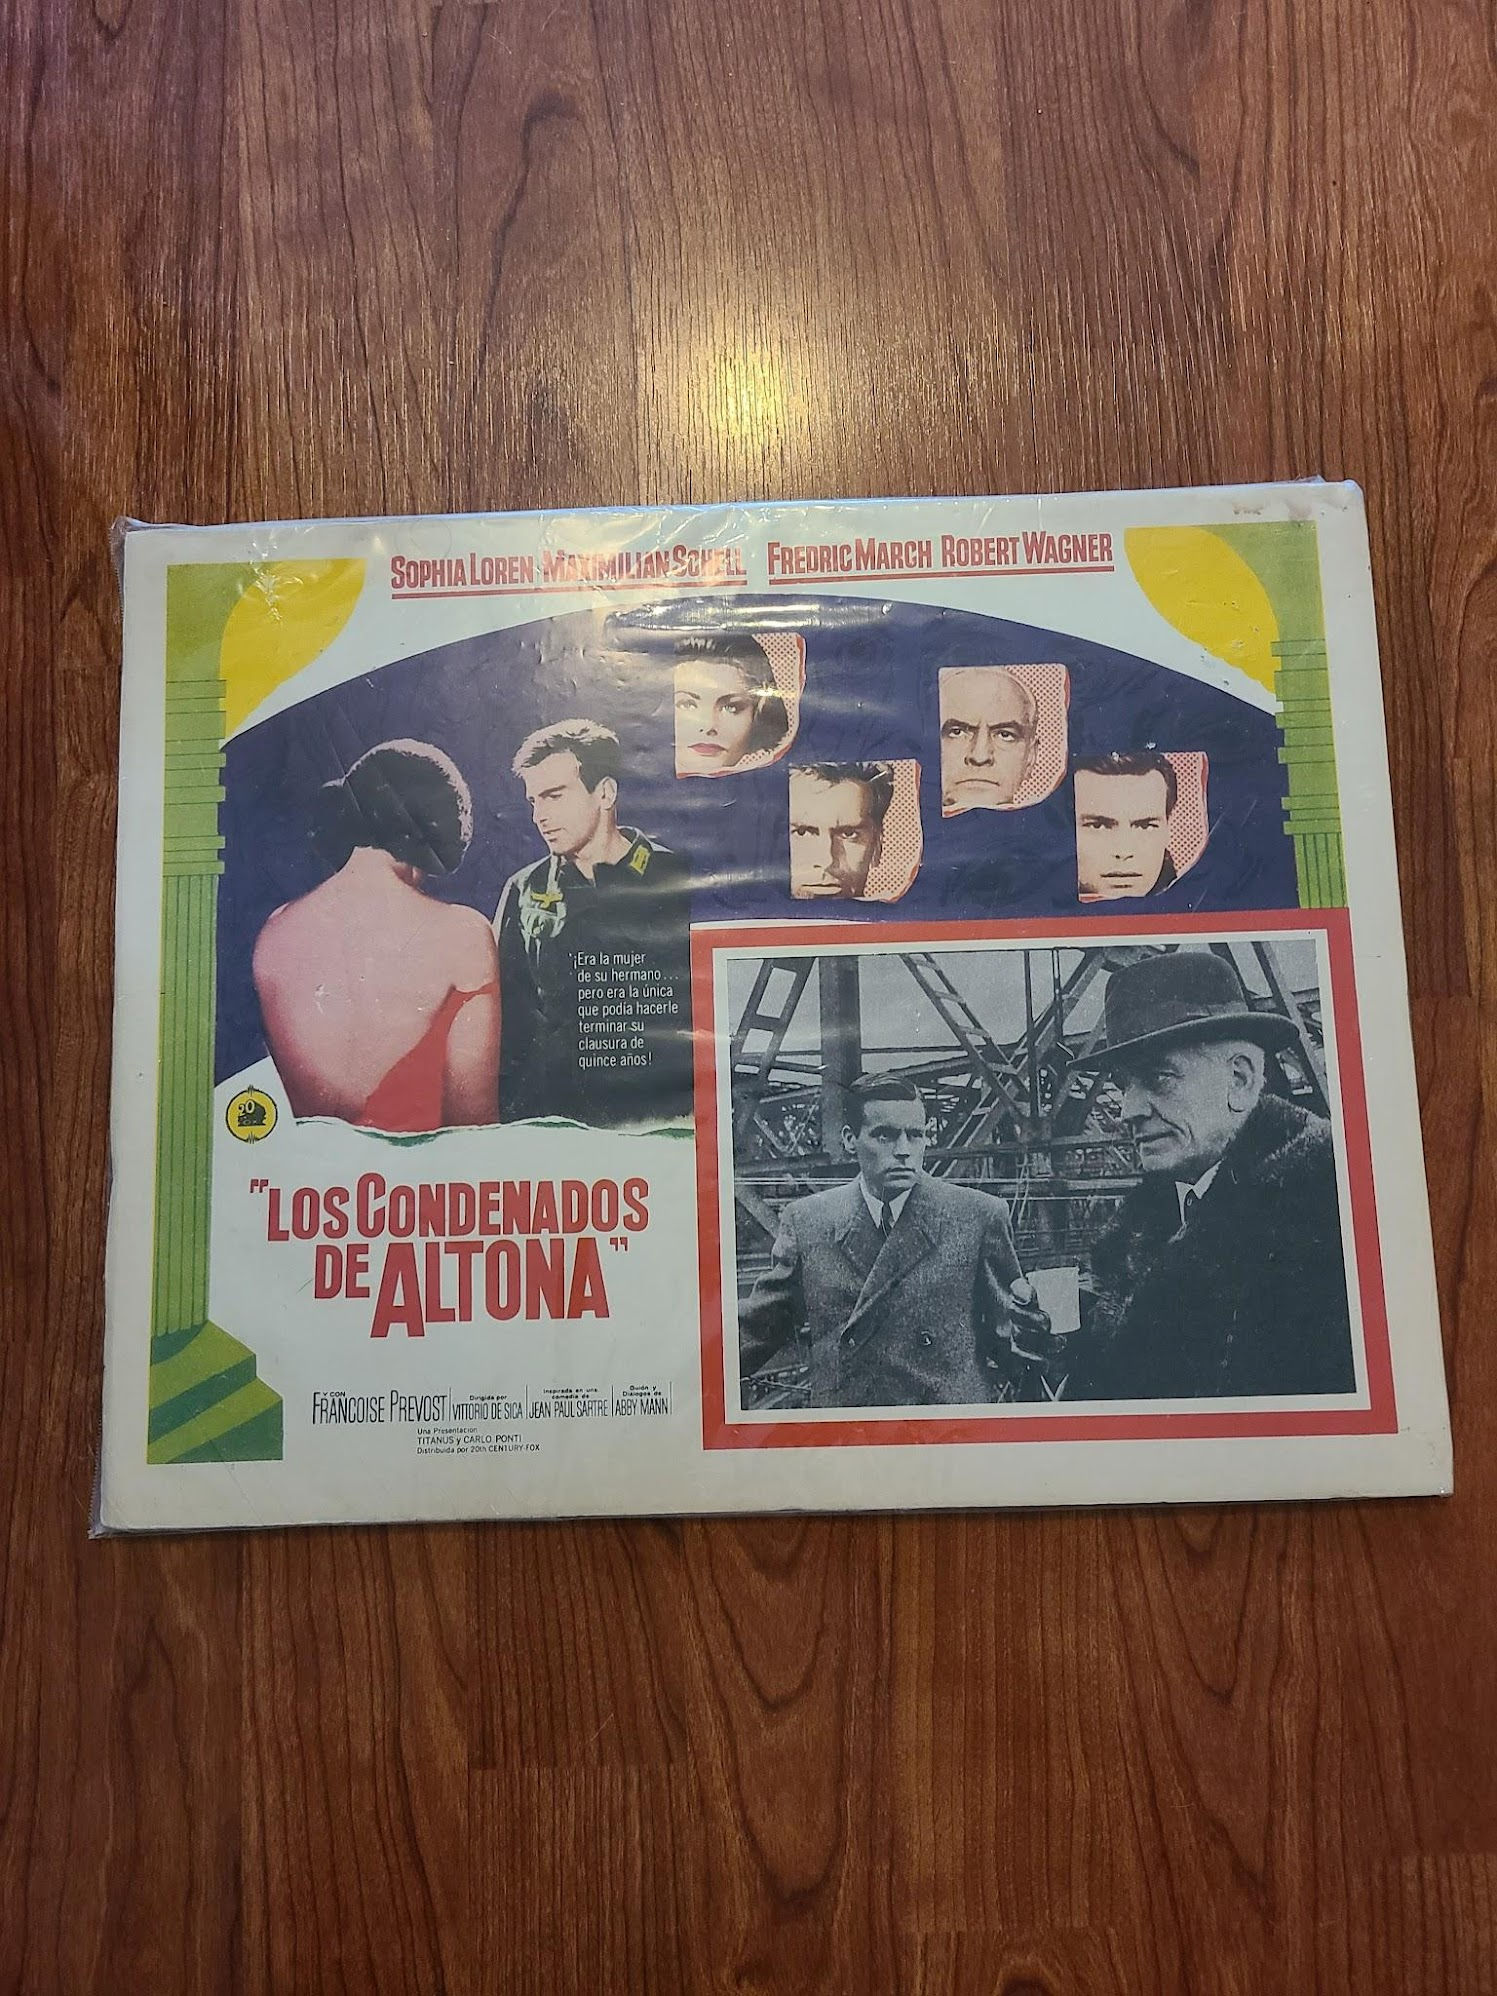 SOPHIA LOREN MAXIMILIAN SCHELL FREDRIC MARCH ROBERT WAGNER
¡Era la mujer
de su hermano...
pero era la única
que podía hacerle
terminar su
clausura de
quince años!
20
"LOS CONDENADOS
DE ALTONA"
Y CON
FRANCOISE PREVOST
Dirigida por
VITTORIO DE SICA
Inspirada en una
comedia de
JEAN PAUL SARTRE
Guión y
Diálogos de
ABBY MANN
Una Presentación
TITANUS y CARLO PONTI
Distribuida por 20th CENTURY-FOX